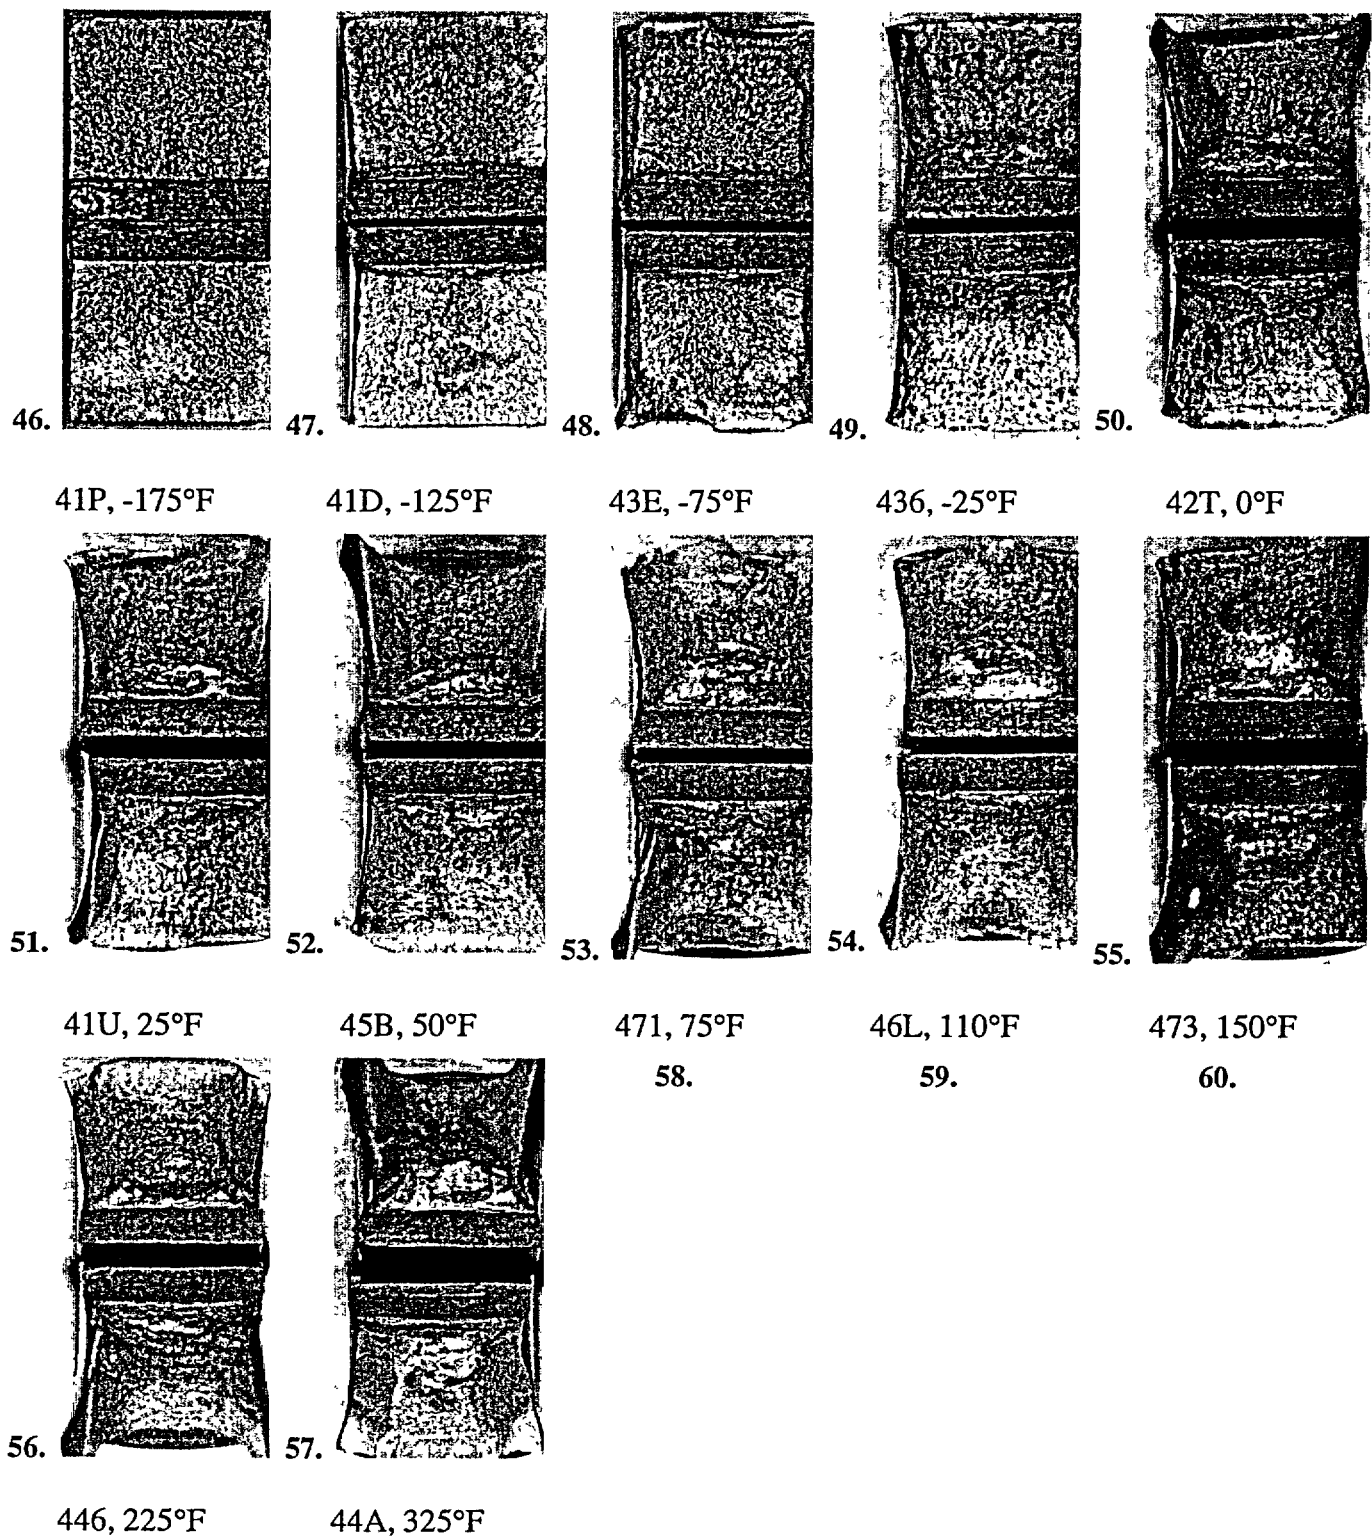 46. 47. 48. 49. 50.
41P, -175°F 41D, -125°F 43E, -75°F 436, -25°F 42T, 0°F
51. 52. 53. 54. 55.
41U, 25°F 45B, 50°F 471, 75°F 46L, 110°F 473, 150°F
58. 59. 60.
56. 57.
446, 225°F 44A, 325°F